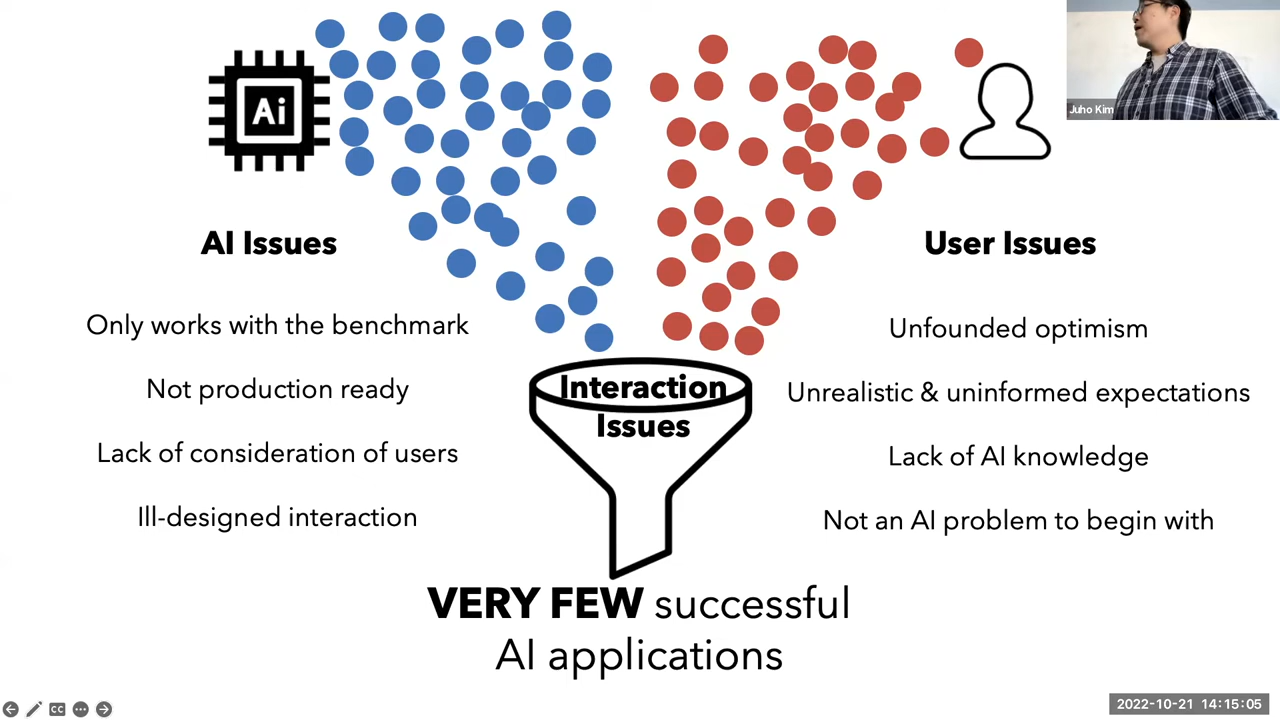 Ai
Juho Kim
AI Issues
Only works with the benchmark
Not production ready
Lack of consideration of users
Ill-designed interaction
User Issues
Unfounded optimism
Unrealistic & uninformed expectations
Lack of AI knowledge
Not an AI problem to begin with
Interaction
Issues
VERY FEW successful
AI applications
CC
2022-10-21 14:15:05